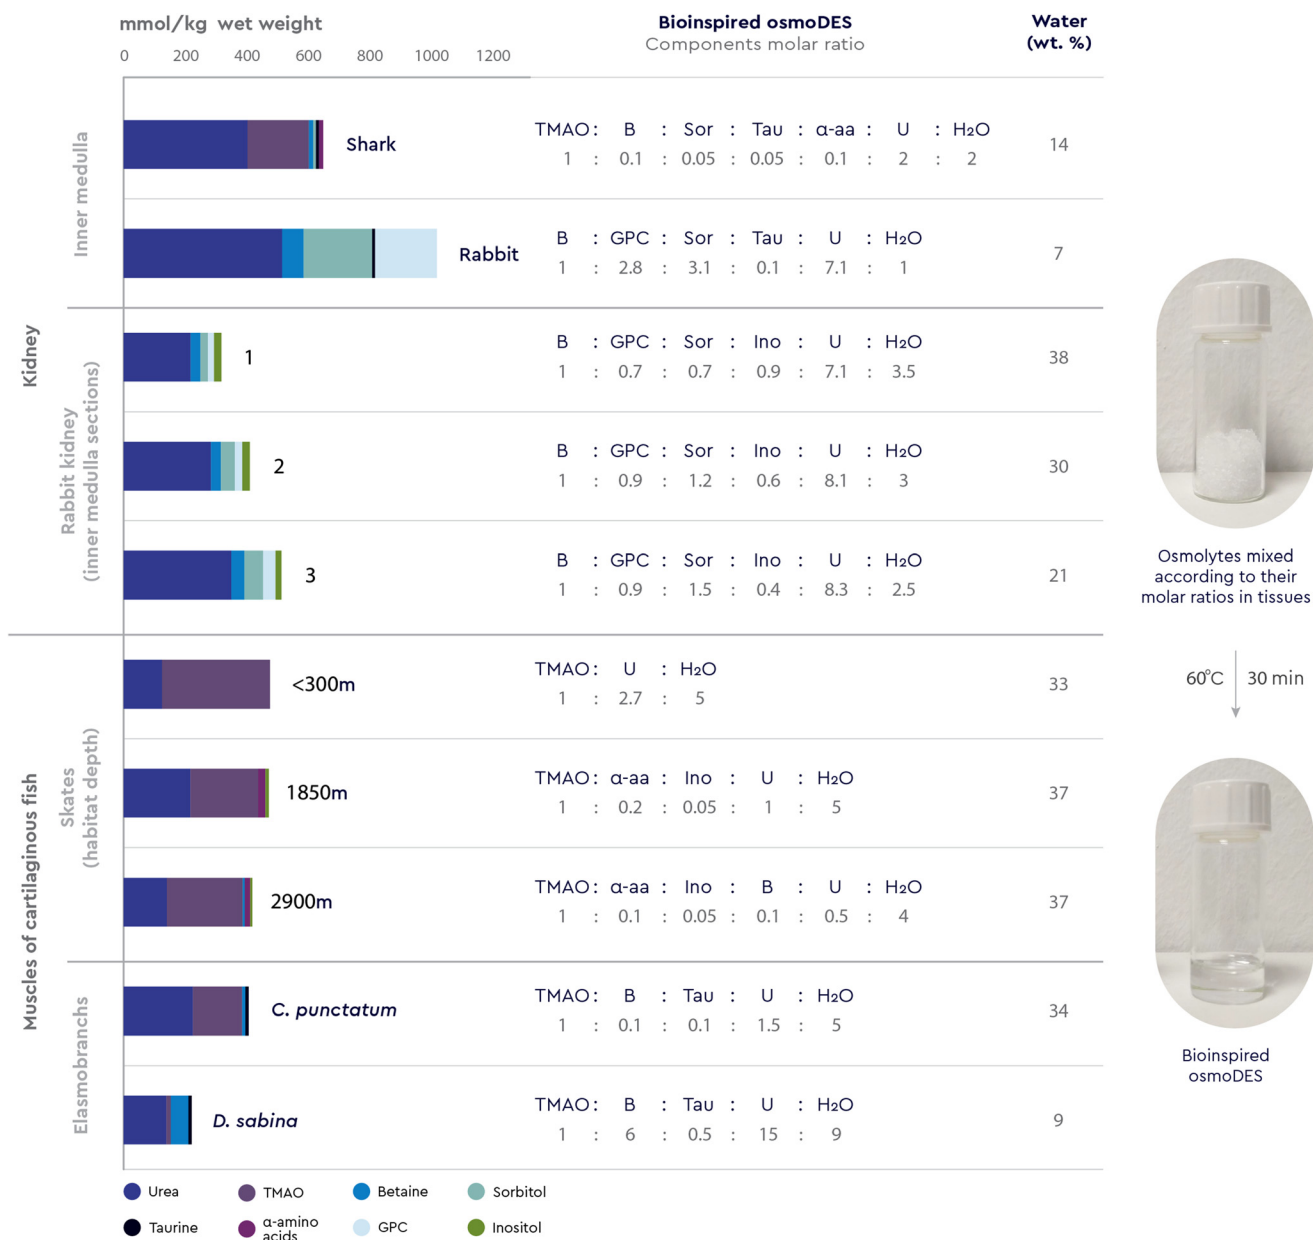 mmol/kg wet weight
0 200 400 600 800 1000 1200
Bioinspired osmoDES
Components molar ratio
Water
(wt. %)
Kidney
Inner medulla
Shark
TMAO : B : Sor : Tau : α-aa : U : H₂O
1 : 0.1 : 0.05 : 0.05 : 0.1 : 2 : 2
14
Rabbit
B : GPC : Sor : Tau : U : H₂O
1 : 2.8 : 3.1 : 0.1 : 7.1 : 1
7
Rabbit kidney
(inner medulla sections)
1
B : GPC : Sor : Ino : U : H₂O
1 : 0.7 : 0.7 : 0.9 : 7.1 : 3.5
38
2
B : GPC : Sor : Ino : U : H₂O
1 : 0.9 : 1.2 : 0.6 : 8.1 : 3
30
3
B : GPC : Sor : Ino : U : H₂O
1 : 0.9 : 1.5 : 0.4 : 8.3 : 2.5
21
Muscles of cartilaginous fish
Skates
(habitat depth)
<300m
TMAO : U : H₂O
1 : 2.7 : 5
33
1850m
TMAO : α-aa : Ino : U : H₂O
1 : 0.2 : 0.05 : 1 : 5
37
2900m
TMAO : α-aa : Ino : B : U : H₂O
1 : 0.1 : 0.05 : 0.1 : 0.5 : 4
37
Elasmobranchs
C. punctatum
TMAO : B : Tau : U : H₂O
1 : 0.1 : 0.1 : 1.5 : 5
34
D. sabina
TMAO : B : Tau : U : H₂O
1 : 6 : 0.5 : 15 : 9
9
Urea
TMAO
Betaine
Sorbitol
Taurine
α-amino
acids
GPC
Inositol
Osmolytes mixed
according to their
molar ratios in tissues
60°C 30 min
Bioinspired
osmoDES